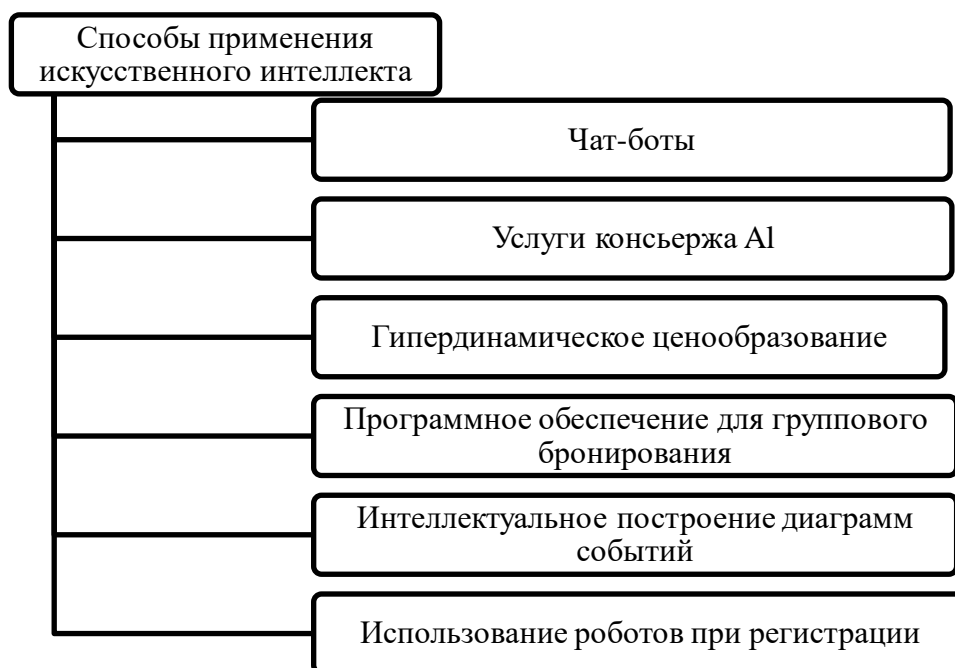 Способы применения
искусственного интеллекта
Чат-боты
Услуги консьержа Al
Гипердинамическое ценообразование
Программное обеспечение для группового
бронирования
Интеллектуальное построение диаграмм
событий
Использование роботов при регистрации